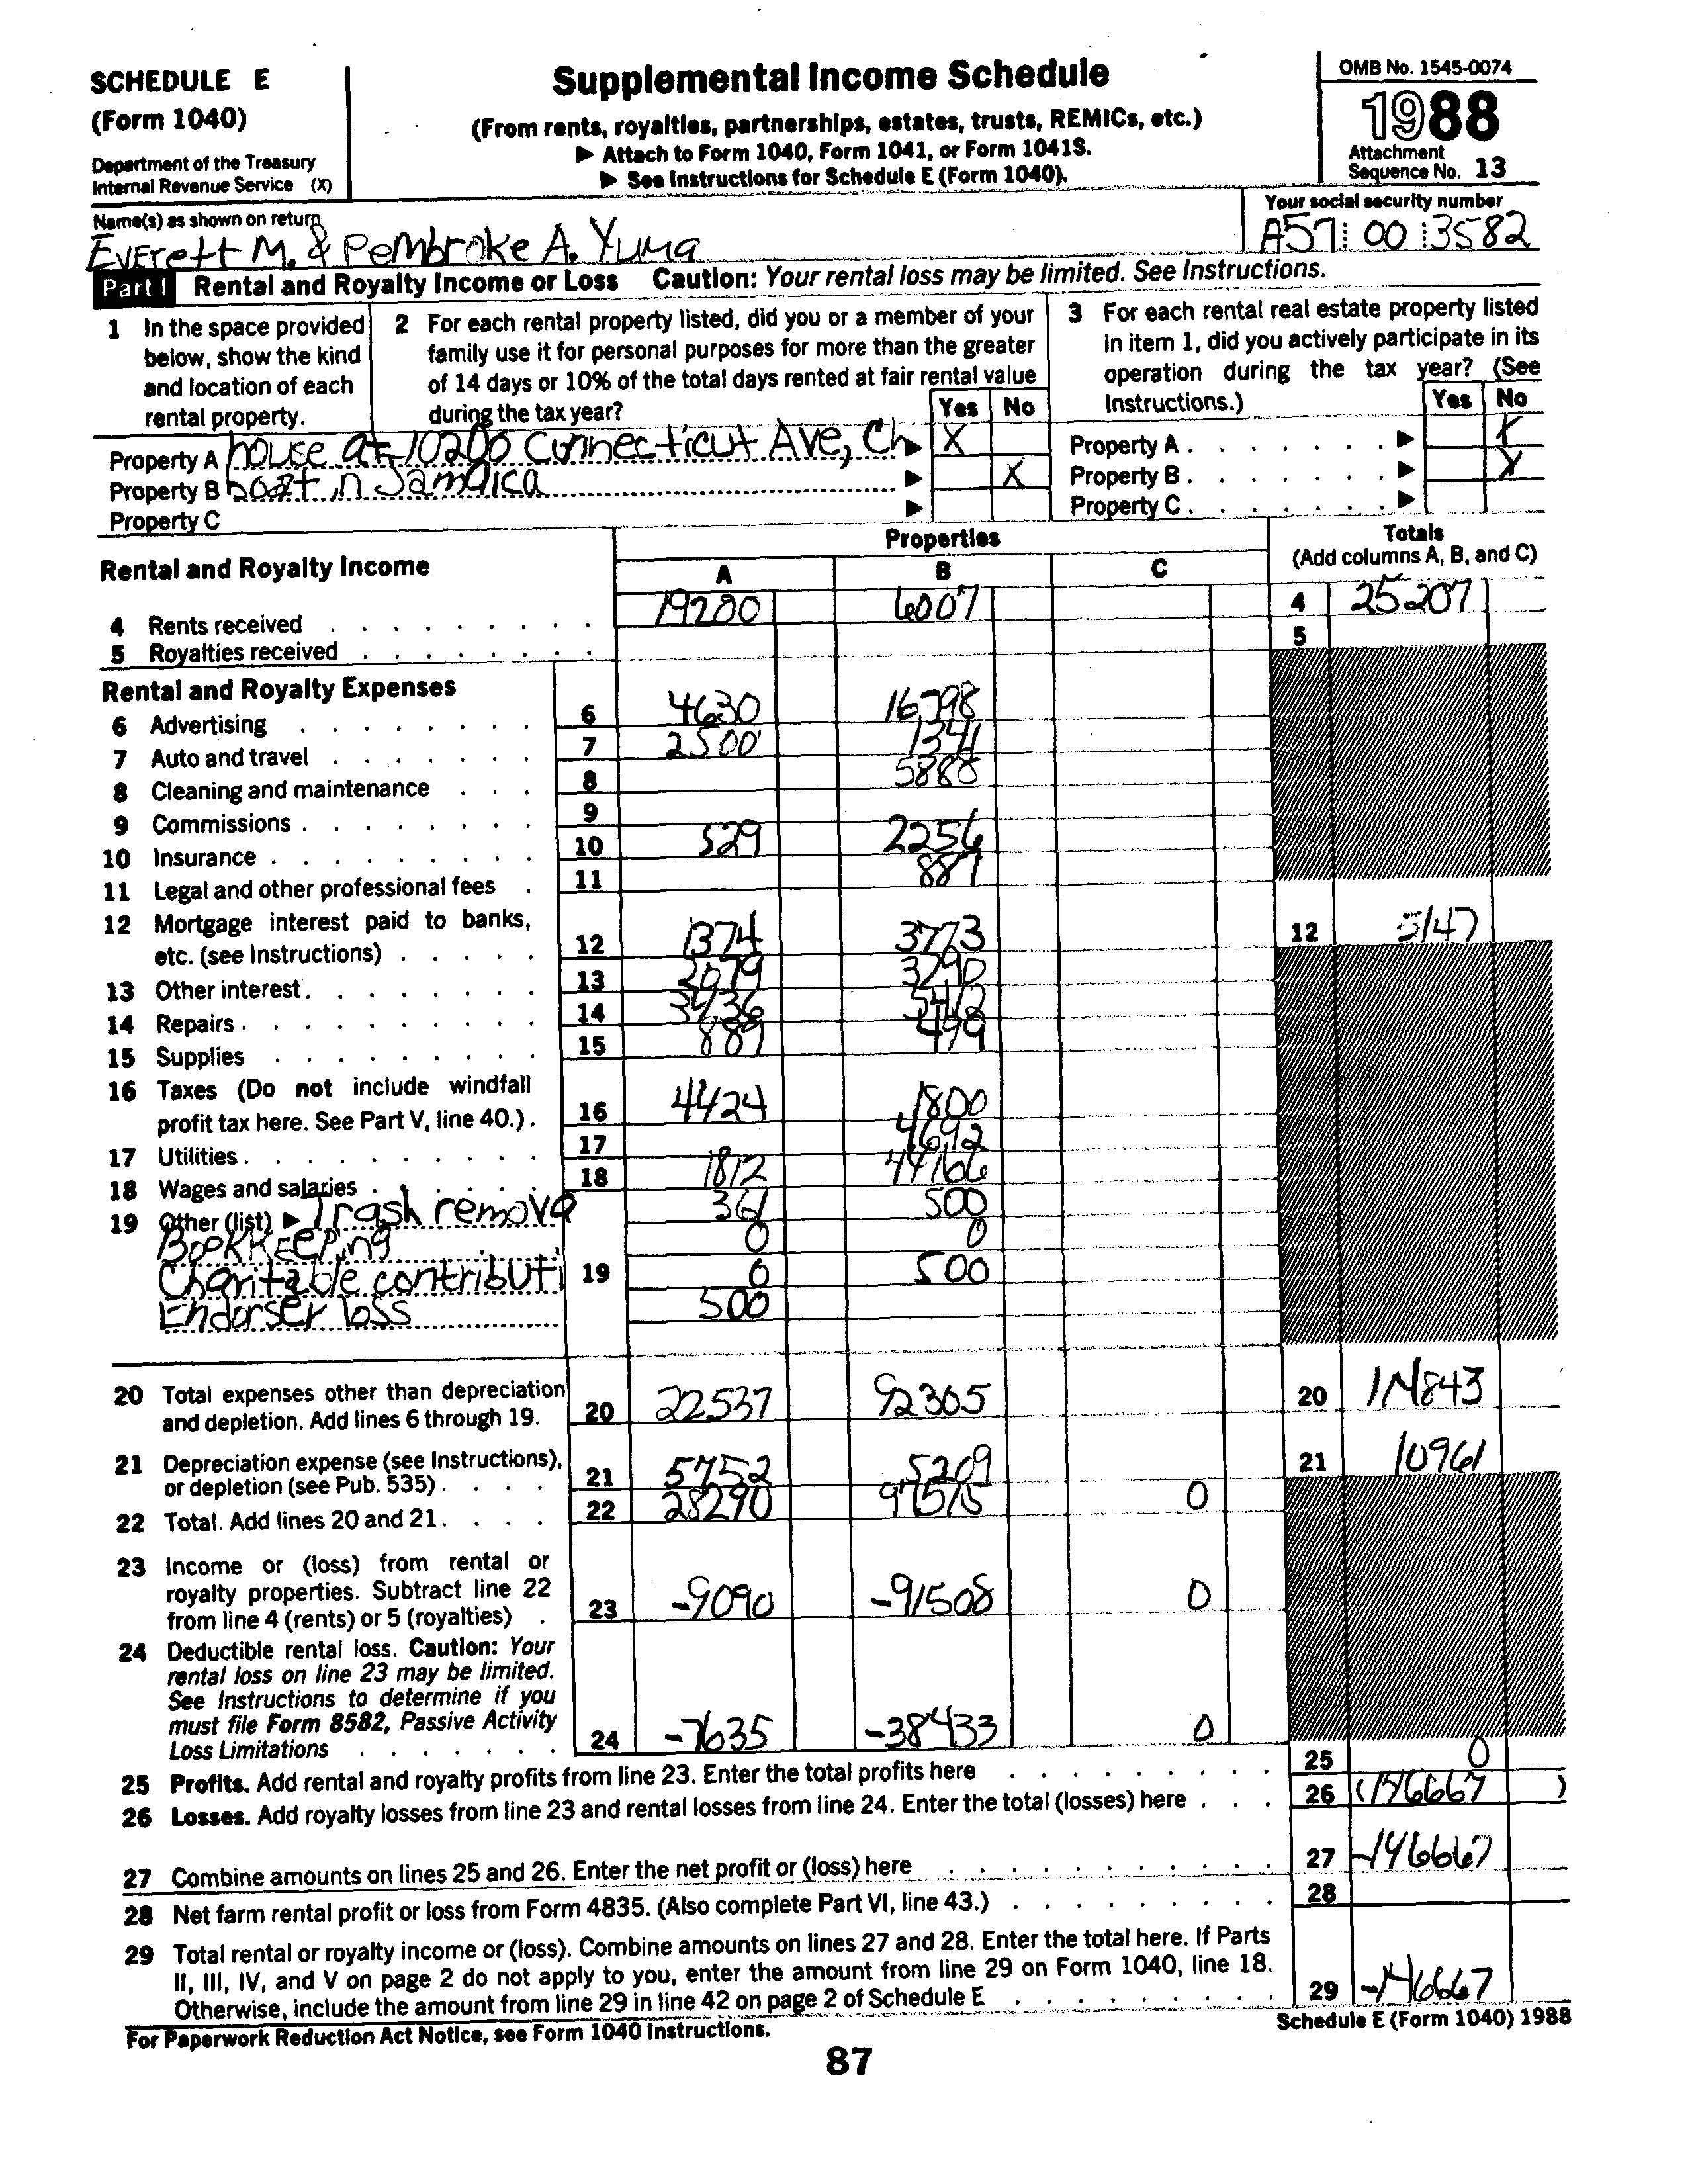 SCHEDULE E
(Form 1040)
Department of the Treasury
Internal Revenue Service (X)
Supplemental Income Schedule
(From rents, royalties, partnerships, estates, trusts, REMICs, etc.)
▶ Attach to Form 1040, Form 1041, or Form 1041S.
▶ See Instructions for Schedule E (Form 1040).
OMB No. 1545-0074
1988
Attachment
Sequence No. 13
Name(s) as shown on return
Everett M. & Pembroke A. Yuma
Your social security number
A57 00 3582
Part I Rental and Royalty Income or Loss Caution: Your rental loss may be limited. See Instructions.
1 In the space provided
below, show the kind
and location of each
rental property.
2 For each rental property listed, did you or a member of your
family use it for personal purposes for more than the greater
of 14 days or 10% of the total days rented at fair rental value
during the tax year?
Yes No
3 For each rental real estate property listed
in item 1, did you actively participate in its
operation during the tax year? (See
Instructions.)
Yes No
Property A house at 10200 Connecticut Ave, Ch ▶ X
Property A ▶ X
Property B boat in Jamaica ▶ X
Property B ▶ X
Property C ▶
Property C ▶
Rental and Royalty Income
Properties
A B C
Totals
(Add columns A, B, and C)
4 Rents received 19200 6007 4 25207
5 Royalties received 5
Rental and Royalty Expenses
6 Advertising 6 4630 16798
7 Auto and travel 7 2500 1341
8 Cleaning and maintenance 8 5888
9 Commissions 9
10 Insurance 10 529 2256
11 Legal and other professional fees 11 887
12 Mortgage interest paid to banks,
etc. (see Instructions) 12 1374 3773 12 5147
13 Other interest 13 2079 3290
14 Repairs 14 5412
15 Supplies 15 499
16 Taxes (Do not include windfall
profit tax here. See Part V, line 40.) 16 4424 1800
17 Utilities 17 4692
18 Wages and salaries 18 1812 44166
19 Other (list) ▶ Trash remova 361 500
Bookkeeping 0 0
Charitable contributi 19 0 500
Endorser loss 500
20 Total expenses other than depreciation
and depletion. Add lines 6 through 19. 20 22537 92305 20 114843
21 Depreciation expense (see Instructions),
or depletion (see Pub. 535) 21 5752 5209 21 10961
22 Total. Add lines 20 and 21 22 28290 97515 0
23 Income or (loss) from rental or
royalty properties. Subtract line 22
from line 4 (rents) or 5 (royalties) 23 -9090 -91508 0
24 Deductible rental loss. Caution: Your
rental loss on line 23 may be limited.
See Instructions to determine if you
must file Form 8582, Passive Activity
Loss Limitations 24 -7635 -38433 0
25 Profits. Add rental and royalty profits from line 23. Enter the total profits here 25 0
26 Losses. Add royalty losses from line 23 and rental losses from line 24. Enter the total (losses) here 26 (146667)
27 Combine amounts on lines 25 and 26. Enter the net profit or (loss) here 27 -146667
28 Net farm rental profit or loss from Form 4835. (Also complete Part VI, line 43.) 28
29 Total rental or royalty income or (loss). Combine amounts on lines 27 and 28. Enter the total here. If Parts
II, III, IV, and V on page 2 do not apply to you, enter the amount from line 29 on Form 1040, line 18.
Otherwise, include the amount from line 29 in line 42 on page 2 of Schedule E 29 -146667
For Paperwork Reduction Act Notice, see Form 1040 Instructions.
Schedule E (Form 1040) 1988
87